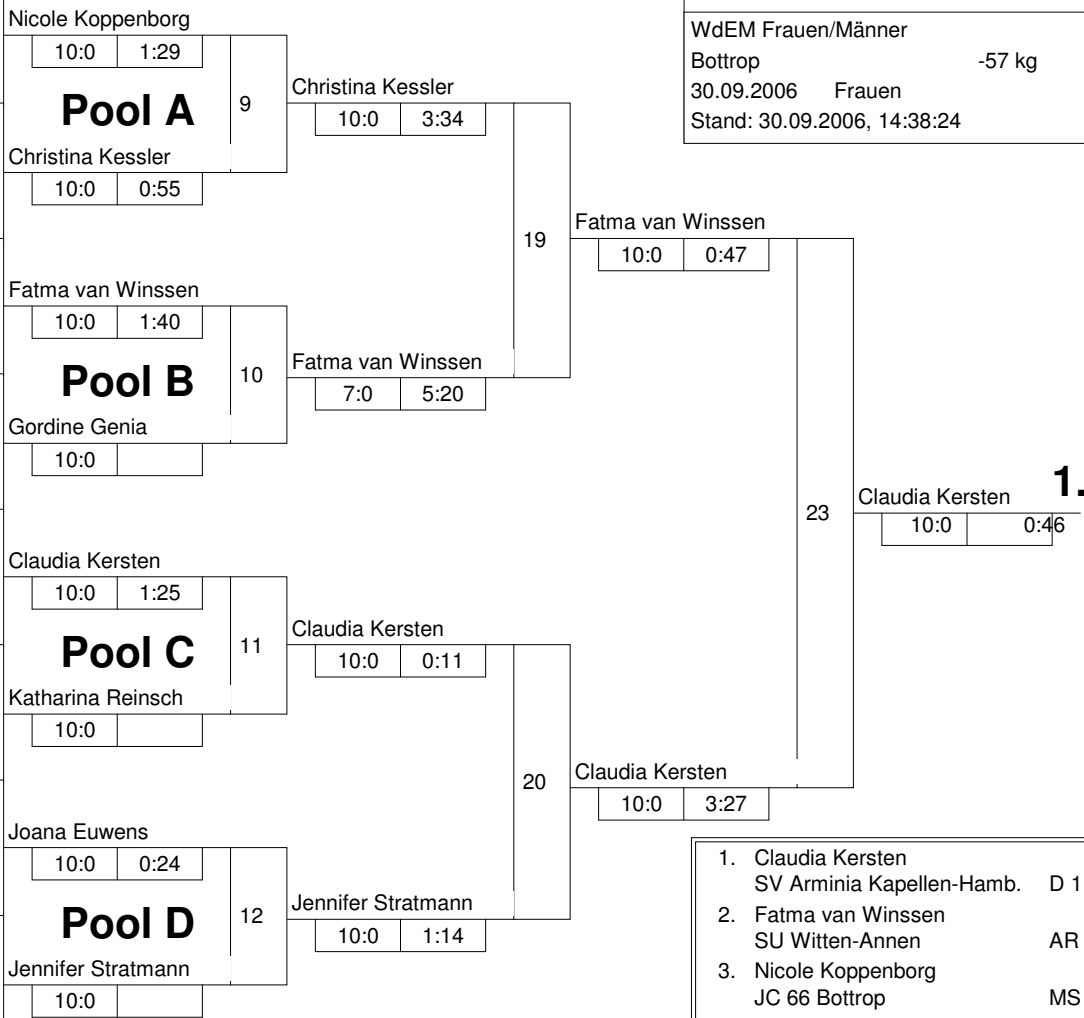 Nicole Koppenborg
10:0 1:29
Pool A
9
Christina Kessler
10:0 0:55
Christina Kessler
10:0 3:34
WdEM Frauen/Männer
Bottrop -57 kg
30.09.2006 Frauen
Stand: 30.09.2006, 14:38:24
19
Fatma van Winssen
10:0 0:47
Fatma van Winssen
10:0 1:40
Pool B
10
Gordine Genia
10:0
Fatma van Winssen
7:0 5:20
23
Claudia Kersten 1.
10:0 0:46
Claudia Kersten
10:0 1:25
Pool C
11
Katharina Reinsch
10:0
Claudia Kersten
10:0 0:11
20
Claudia Kersten
10:0 3:27
Joana Euwens
10:0 0:24
Pool D
12
Jennifer Stratmann
10:0
Jennifer Stratmann
10:0 1:14
1. Claudia Kersten
SV Arminia Kapellen-Hamb. D 1
2. Fatma van Winssen
SU Witten-Annen AR
3. Nicole Koppenborg
JC 66 Bottrop MS